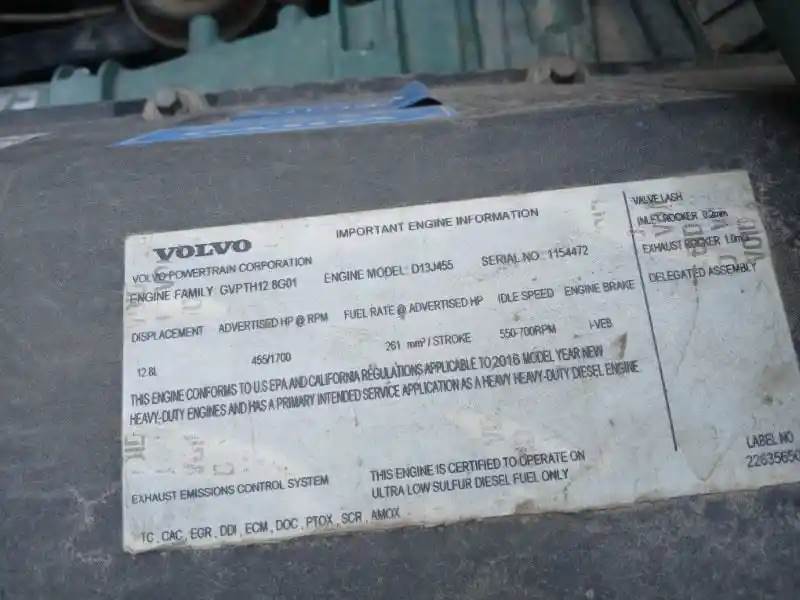 VOLVO
IMPORTANT ENGINE INFORMATION
VOLVO POWERTRAIN CORPORATION
ENGINE FAMILY GVPTH12.8G01
ENGINE MODEL: D13J455
SERIAL NO: 1154472
DISPLACEMENT ADVERTISED HP @ RPM FUEL RATE @ ADVERTISED HP IDLE SPEED ENGINE BRAKE
12.8L 455/1700 261 mm³ / STROKE 550-700RPM I-VEB
THIS ENGINE CONFORMS TO U.S EPA AND CALIFORNIA REGULATIONS APPLICABLE TO 2016 MODEL YEAR NEW
HEAVY-DUTY ENGINES AND HAS A PRIMARY INTENDED SERVICE APPLICATION AS A HEAVY HEAVY-DUTY DIESEL ENGINE
EXHAUST EMISSIONS CONTROL SYSTEM
THIS ENGINE IS CERTIFIED TO OPERATE ON
ULTRA LOW SULFUR DIESEL FUEL ONLY
TC , CAC, EGR, DDI, ECM, DOC, PTOX , SCR , AMOX
VALVE LASH
INLET ROCKER 0.2mm
EXHAUST ROCKER 1.0m
DELEGATED ASSEMBLY
LABEL NO
22635650